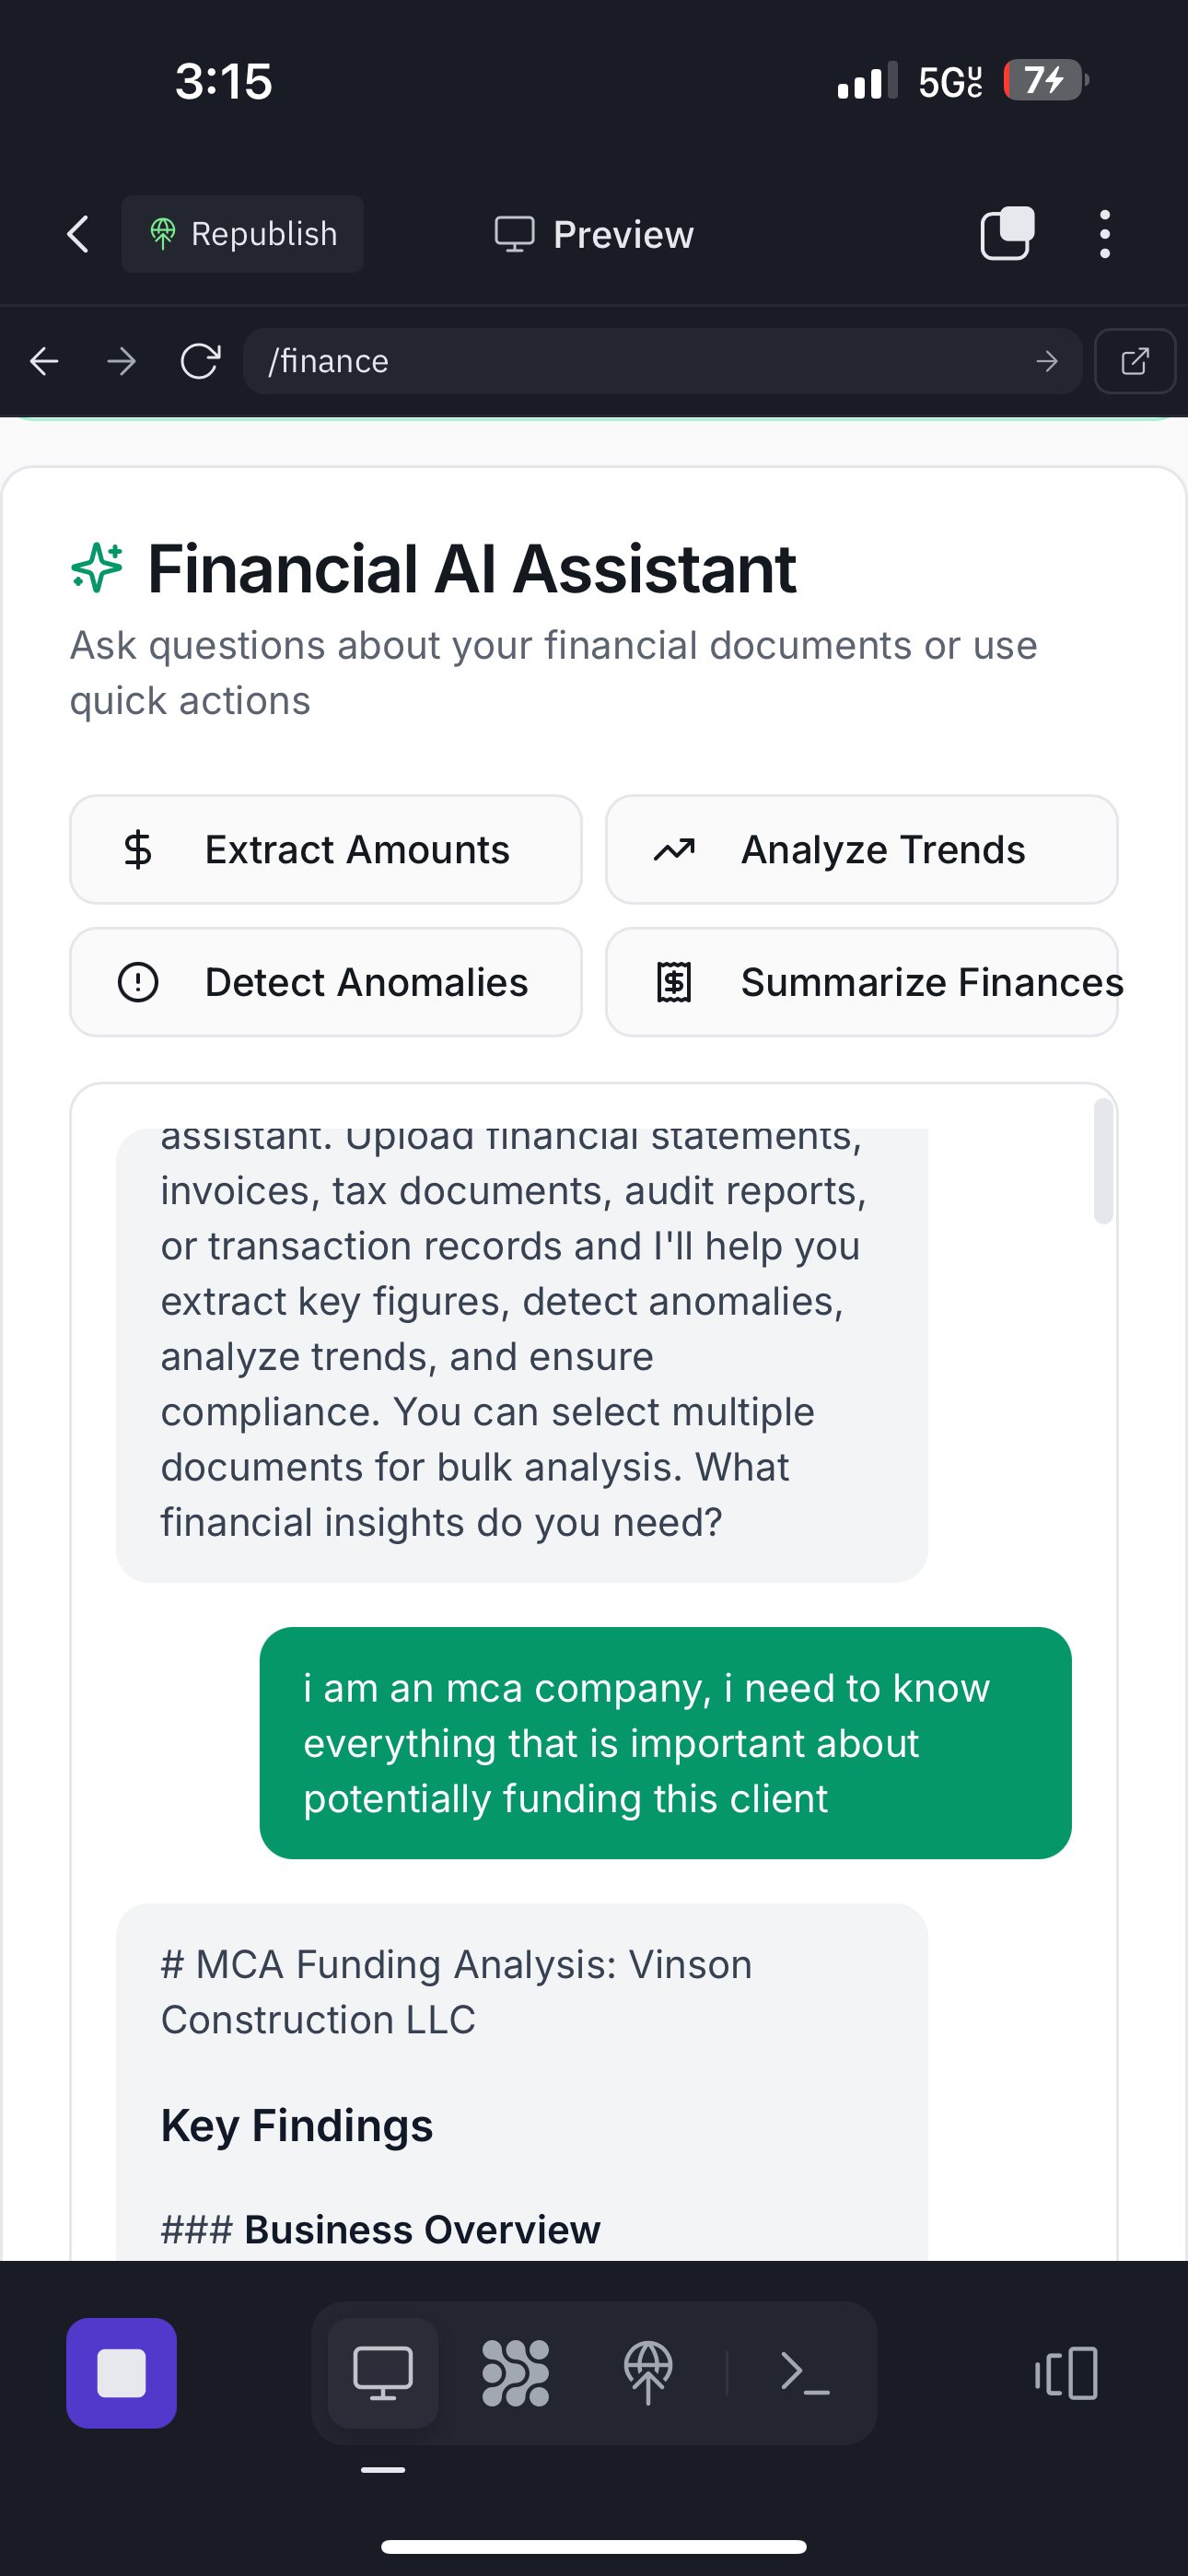 3:15
5GUC
7
Republish
Preview
/finance
Financial AI Assistant
Ask questions about your financial documents or use
quick actions
Extract Amounts
Analyze Trends
Detect Anomalies
Summarize Finances
assistant. Upload financial statements,
invoices, tax documents, audit reports,
or transaction records and I'll help you
extract key figures, detect anomalies,
analyze trends, and ensure
compliance. You can select multiple
documents for bulk analysis. What
financial insights do you need?
i am an mca company, i need to know
everything that is important about
potentially funding this client
# MCA Funding Analysis: Vinson
Construction LLC
Key Findings
### Business Overview